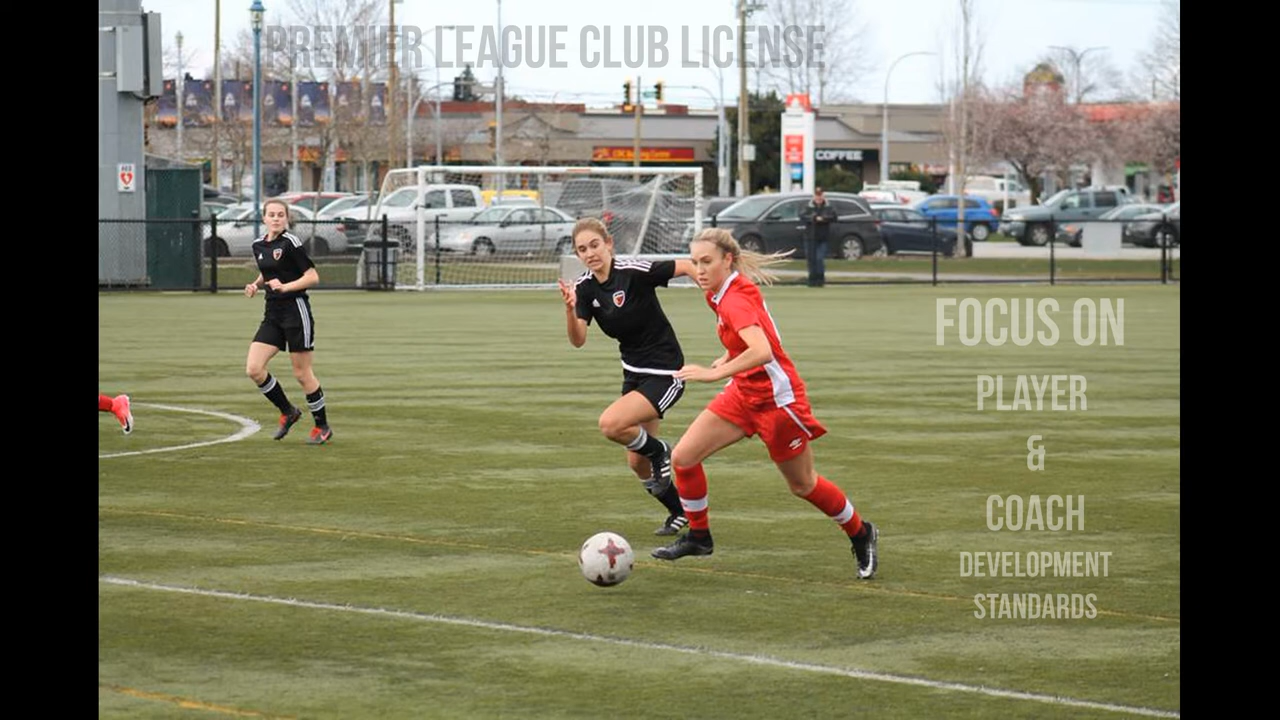 PREMIER LEAGUE CLUB LICENSE
COFFEE
FOCUS ON
PLAYER
&
COACH
DEVELOPMENT
STANDARDS